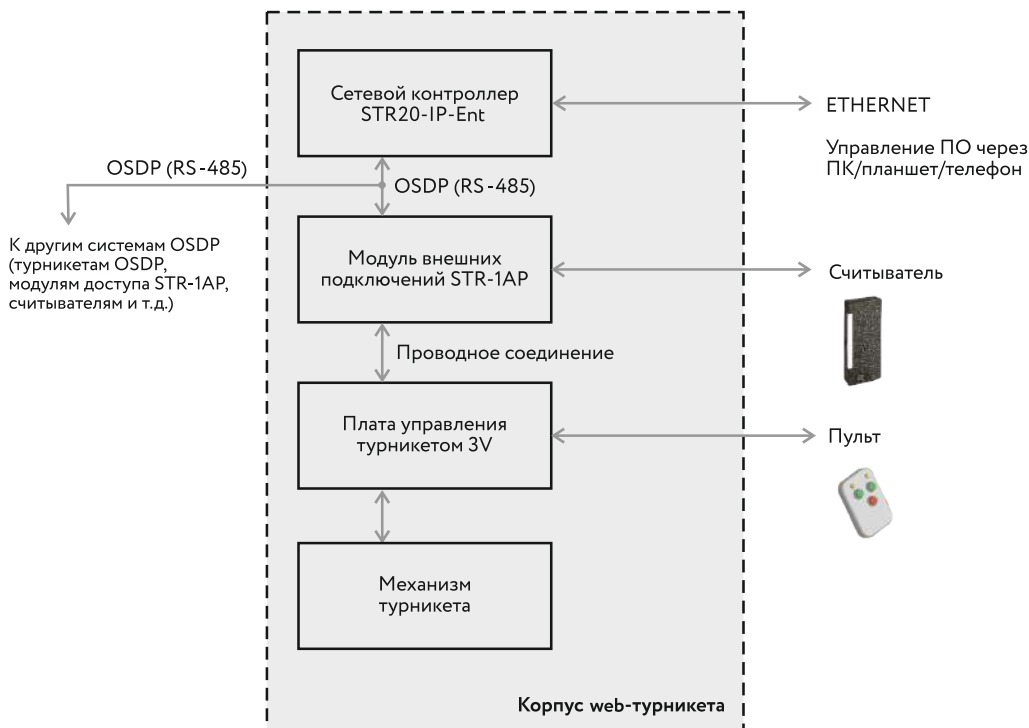 Сетевой контроллер
STR20-IP-Ent
ETHERNET
Управление ПО через
ПК/планшет/телефон
OSDP (RS-485)
OSDP (RS-485)
К другим системам OSDP
(турникетам OSDP,
модулям доступа STR-1AP,
считывателям и т.д.)
Модуль внешних
подключений STR-1AP
Считыватель
Проводное соединение
Плата управления
турникетом 3V
Пульт
Механизм
турникета
Корпус web-турникета